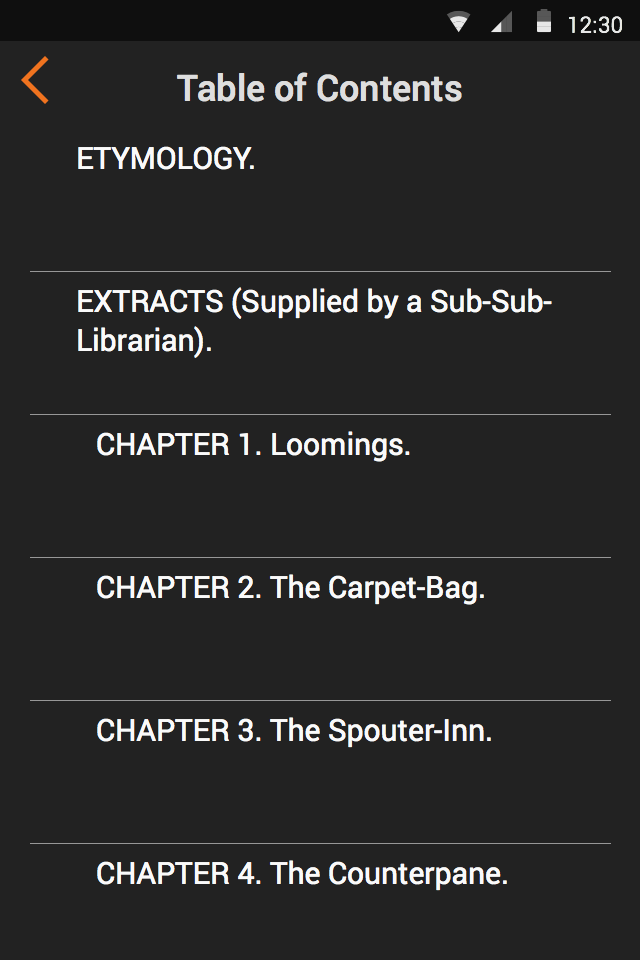 12:30
Table of Contents
ETYMOLOGY.
EXTRACTS (Supplied by a Sub-Sub-
Librarian).
CHAPTER 1. Loomings.
CHAPTER 2. The Carpet-Bag.
CHAPTER 3. The Spouter-Inn.
CHAPTER 4. The Counterpane.